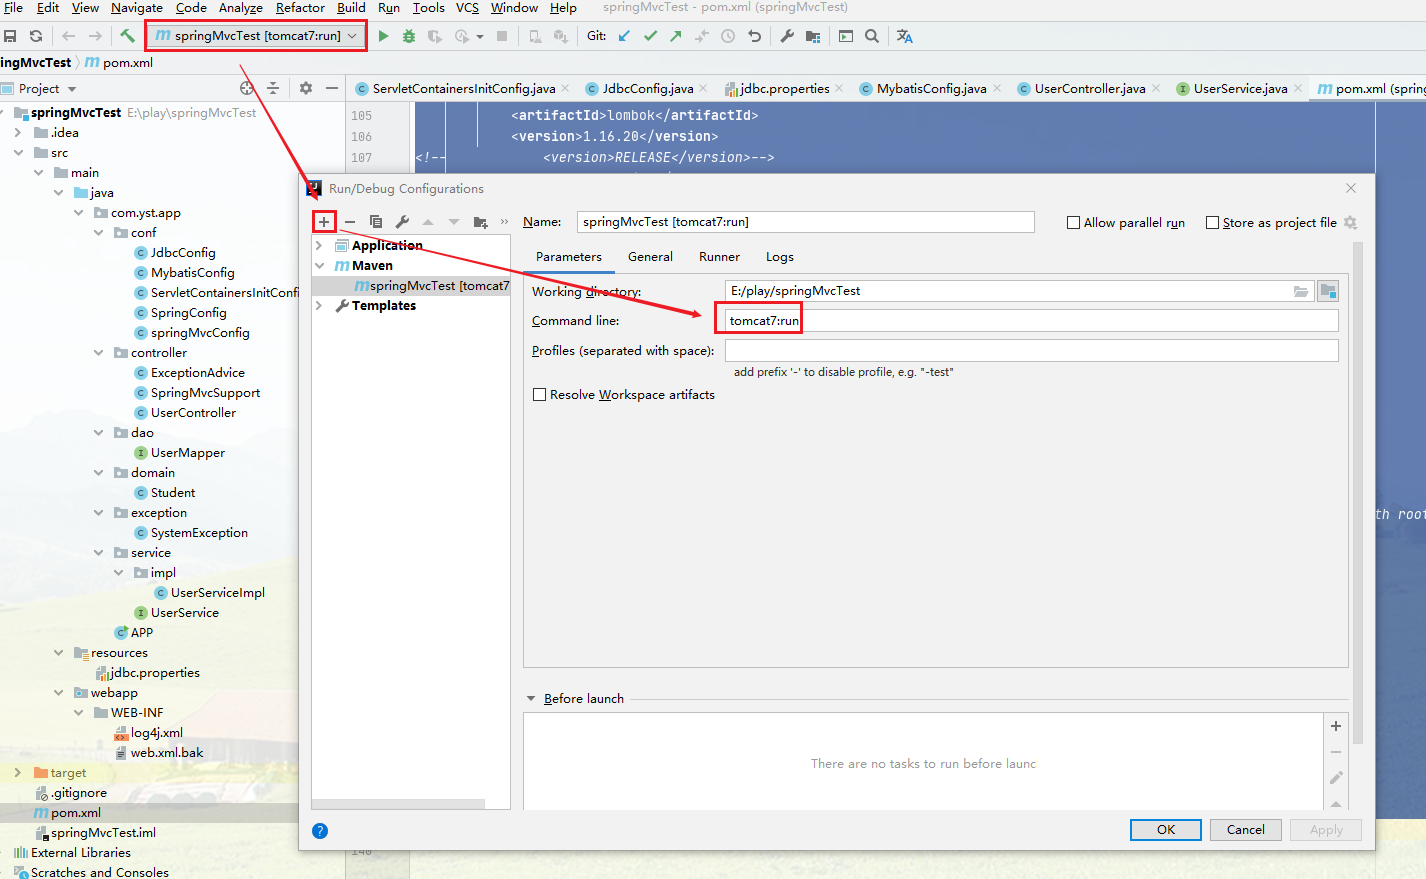 File Edit View Navigate Code Analyze Refactor Build Run Tools VCS Window Help springMvcTest - pom.xml (springMvcTest)
springMvcTest [tomcat7:run] Git:
ingMvcTest pom.xml
Project
ServletContainersInitConfig.java JdbcConfig.java jdbc.properties MybatisConfig.java UserController.java UserService.java pom.xml (spring
springMvcTest E:\play\springMvcTest
.idea
src
main
java
com.yst.app
conf
JdbcConfig
MybatisConfig
ServletContainersInitConfi
SpringConfig
springMvcConfig
controller
ExceptionAdvice
SpringMvcSupport
UserController
dao
UserMapper
domain
Student
exception
SystemException
service
impl
UserServiceImpl
UserService
APP
resources
jdbc.properties
webapp
WEB-INF
log4j.xml
web.xml.bak
target
.gitignore
pom.xml
springMvcTest.iml
External Libraries
Scratches and Consoles
105 <artifactId>lombok</artifactId>
106 <version>1.16.20</version>
107 <!-- <version>RELEASE</version>-->
th root
140
Run/Debug Configurations
Application
Maven
springMvcTest [tomcat7
Templates
Name: springMvcTest [tomcat7:run] Allow parallel run Store as project file
Parameters General Runner Logs
Working directory: E:/play/springMvcTest
Command line: tomcat7:run
Profiles (separated with space):
add prefix '-' to disable profile, e.g. "-test"
Resolve Workspace artifacts
Before launch
There are no tasks to run before launc
? OK Cancel Apply